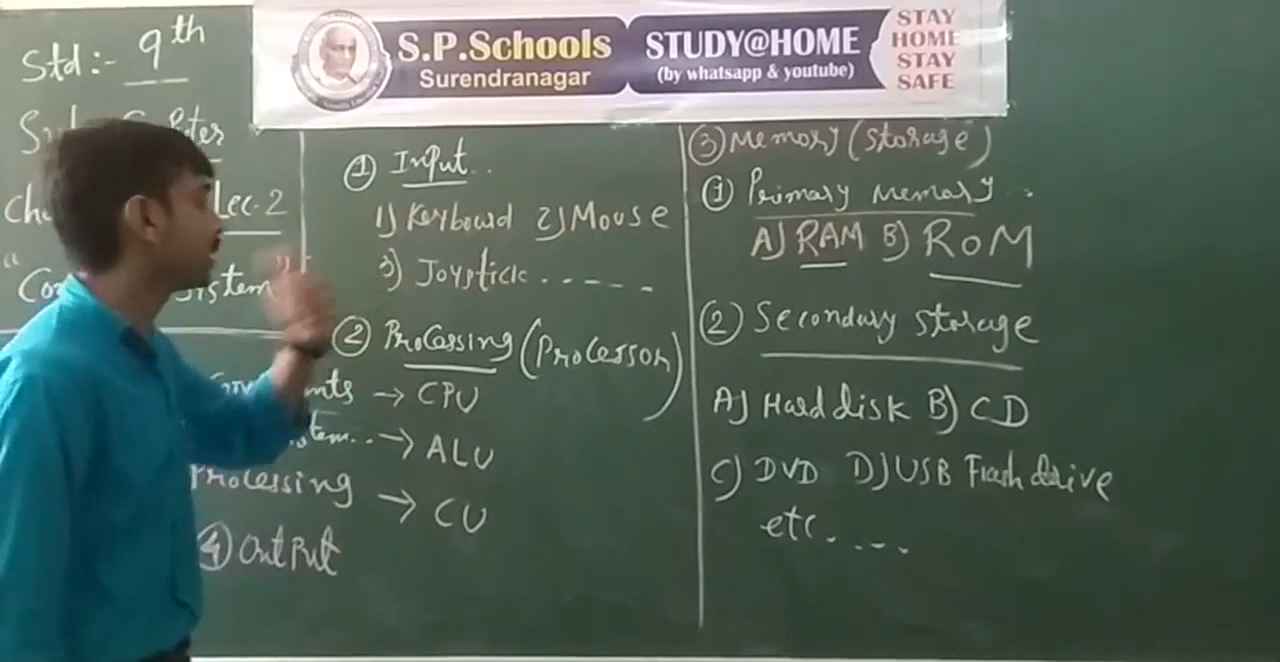 S.P.Schools
Surendranagar
STUDY@HOME
(by whatsapp & youtube)
STAY
HOME
STAY
SAFE
Std:- 9th
Lec-2
System"
Processing
④ OutPut
① Input..
1) Keyboard 2) Mouse
3) Joystick.-----
② Processing (Processor)
→ CPU
→ ALU
→ CU
③ Memory (Storage)
① Primary Memory..
A) RAM B) ROM
② Secondary Storage
A) Hard disk B) CD
C) DVD D) USB Flash drive
etc.---.